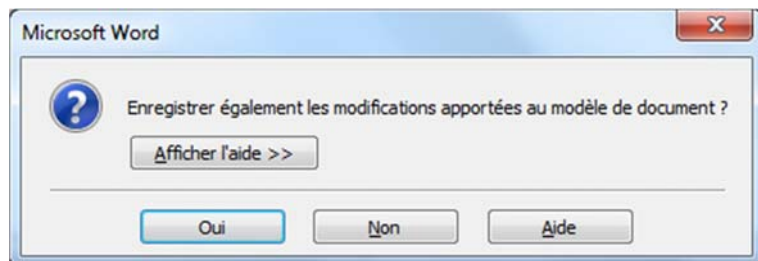 Microsoft Word
Enregistrer également les modifications apportées au modèle de document ?
Afficher l'aide >>
Oui Non Aide